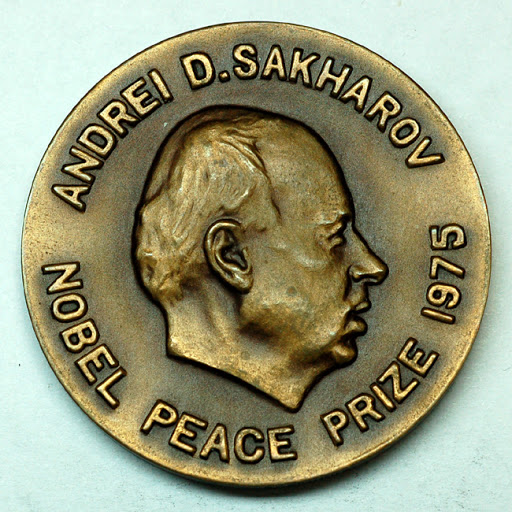 ANDREI D. SAKHAROV
NOBEL PEACE PRIZE 1975